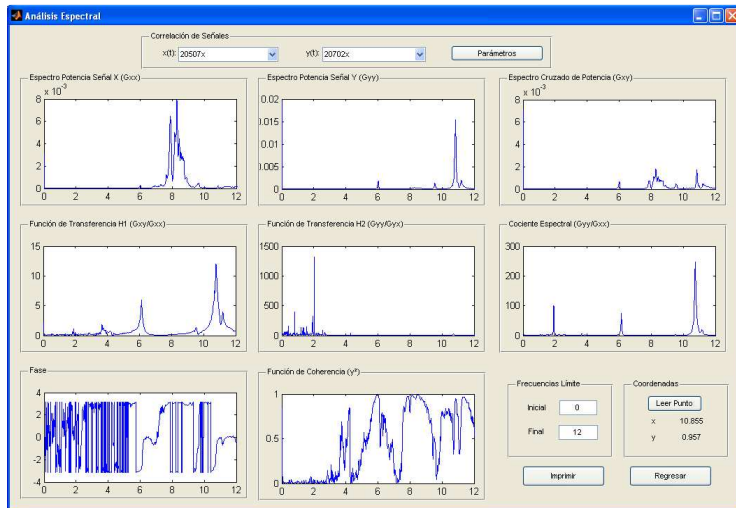 Análisis Espectral
Correlación de Señales
x(t): 20507x y(t): 20702x Parámetros
Espectro Potencia Señal X (Gxx)
x 10⁻³
8
6
4
2
0
0 2 4 6 8 10 12
Espectro Potencia Señal Y (Gyy)
0.02
0.015
0.01
0.005
0
0 2 4 6 8 10 12
Espectro Cruzado de Potencia (Gxy)
x 10⁻³
8
6
4
2
0
0 2 4 6 8 10 12
Función de Transferencia H1 (Gxy/Gxx)
15
10
5
0
0 2 4 6 8 10 12
Función de Transferencia H2 (Gyy/Gyx)
1500
1000
500
0
0 2 4 6 8 10 12
Cociente Espectral (Gyy/Gxx)
300
200
100
0
0 2 4 6 8 10 12
Fase
4
2
0
-2
-4
0 2 4 6 8 10 12
Función de Coherencia (γ²)
1
0.5
0
0 2 4 6 8 10 12
Frecuencias Límite
Inicial 0
Final 12
Coordenadas
Leer Punto
x 10.855
y 0.957
Imprimir
Regresar